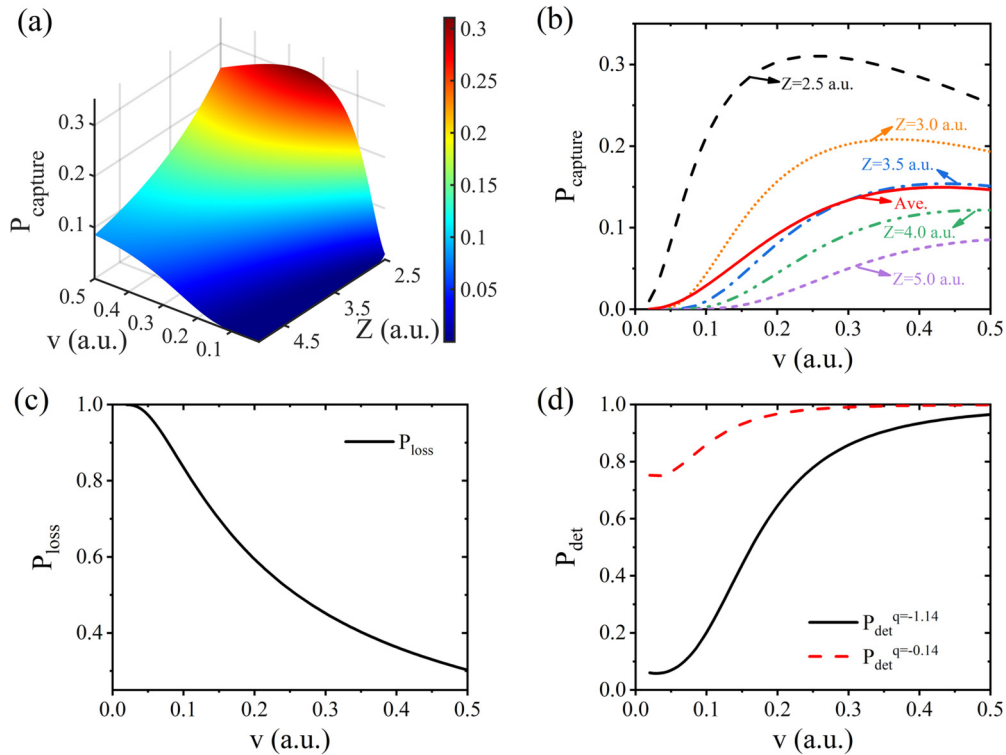 (a)
P_capture
0.3
0.2
0.1
0.5
0.4
0.3
0.2
0.1
v (a.u.)
4.5
3.5
2.5
Z (a.u.)
0.3
0.25
0.2
0.15
0.1
0.05
(b)
P_capture
0.3
0.2
0.1
0.0
Z=2.5 a.u.
Z=3.0 a.u.
Z=3.5 a.u.
Ave.
Z=4.0 a.u.
Z=5.0 a.u.
0.0 0.1 0.2 0.3 0.4 0.5
v (a.u.)
(c)
P_loss
1.0
0.8
0.6
0.4
P_loss
0.0 0.1 0.2 0.3 0.4 0.5
v (a.u.)
(d)
P_det
1.0
0.8
0.6
0.4
0.2
0.0
P_det^q=-1.14
P_det^q=-0.14
0.0 0.1 0.2 0.3 0.4 0.5
v (a.u.)